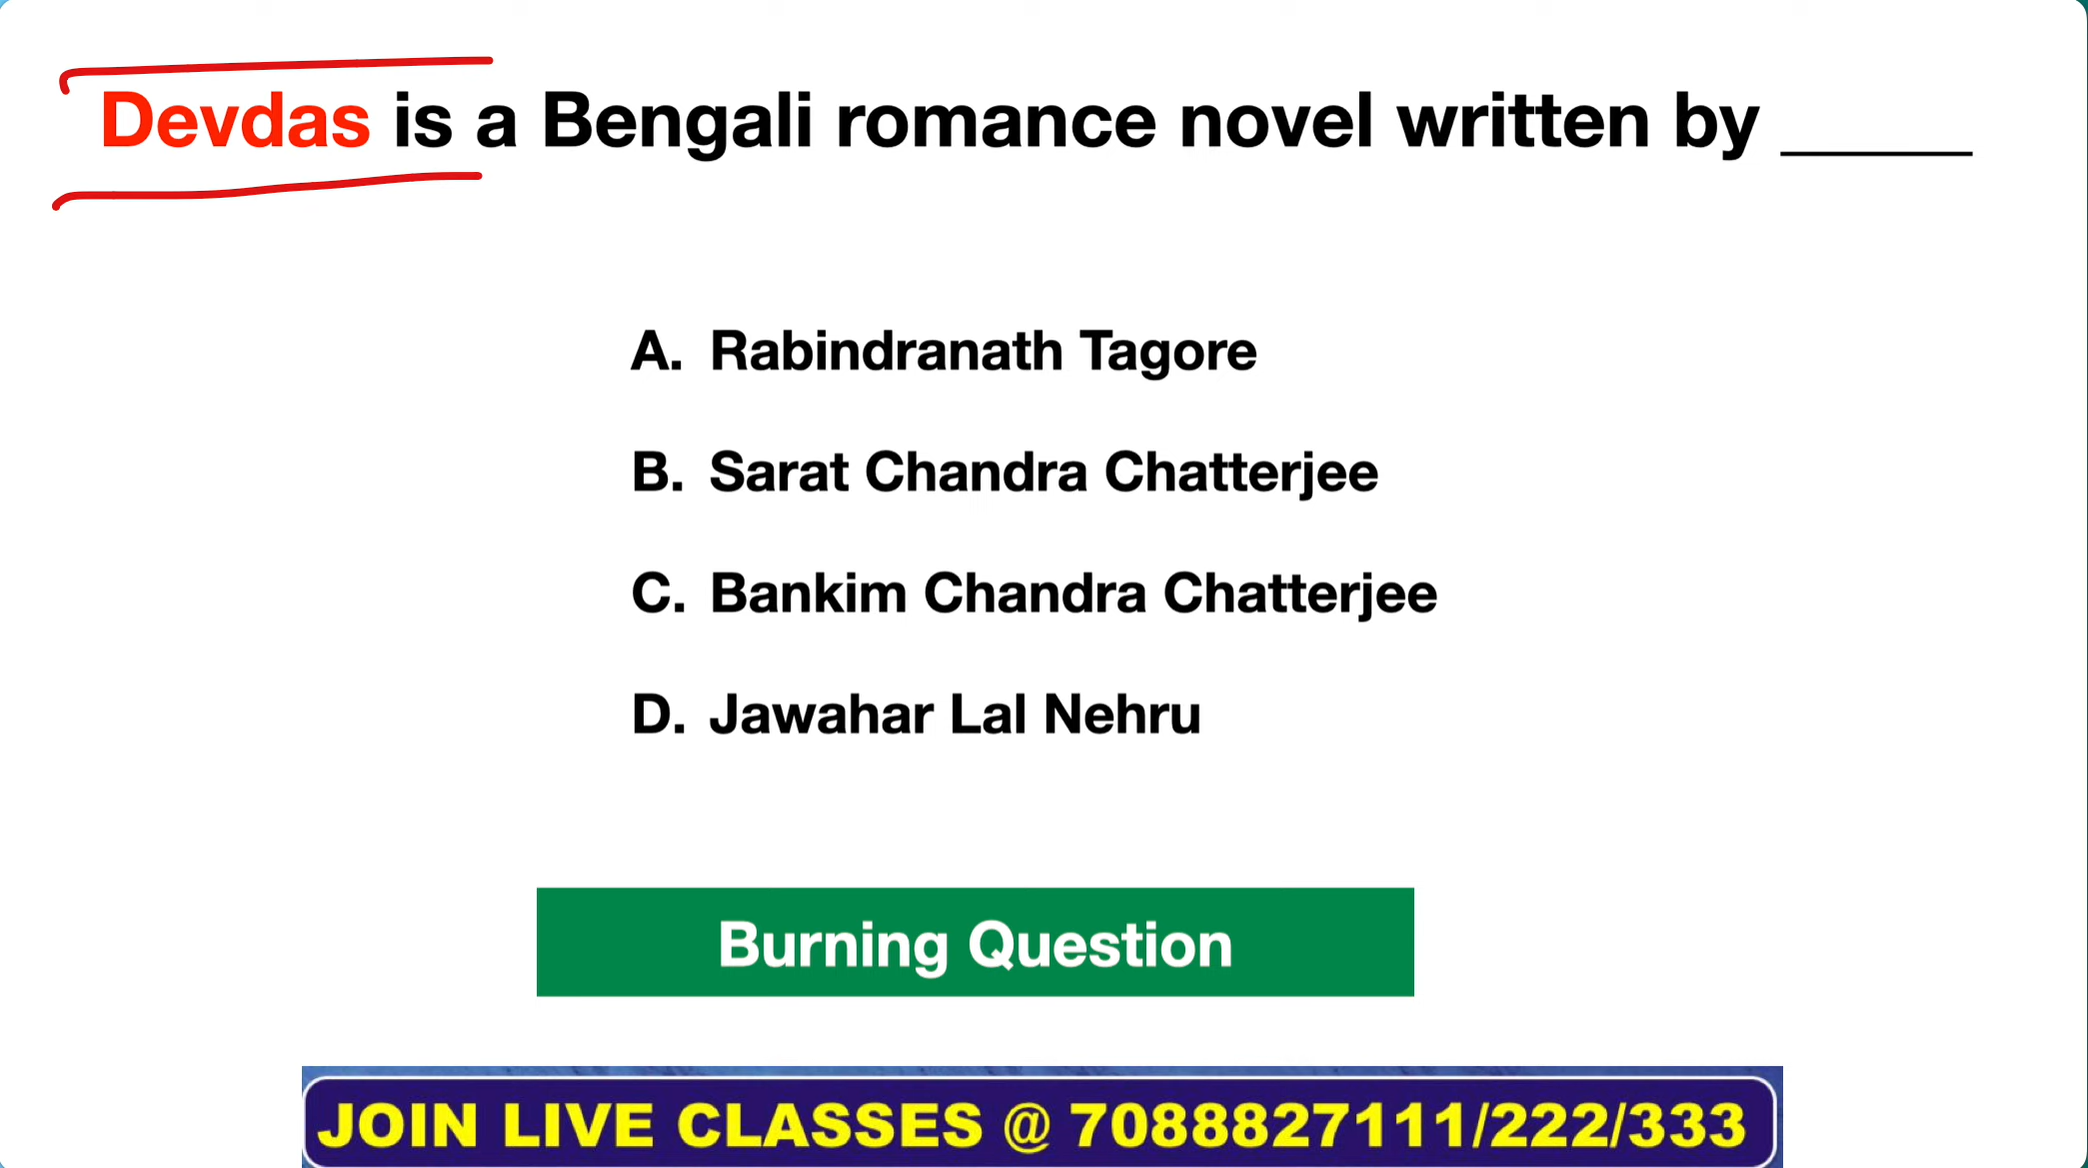 Devdas is a Bengali romance novel written by _____
A. Rabindranath Tagore
B. Sarat Chandra Chatterjee
C. Bankim Chandra Chatterjee
D. Jawahar Lal Nehru
Burning Question
JOIN LIVE CLASSES @ 7088827111/222/333